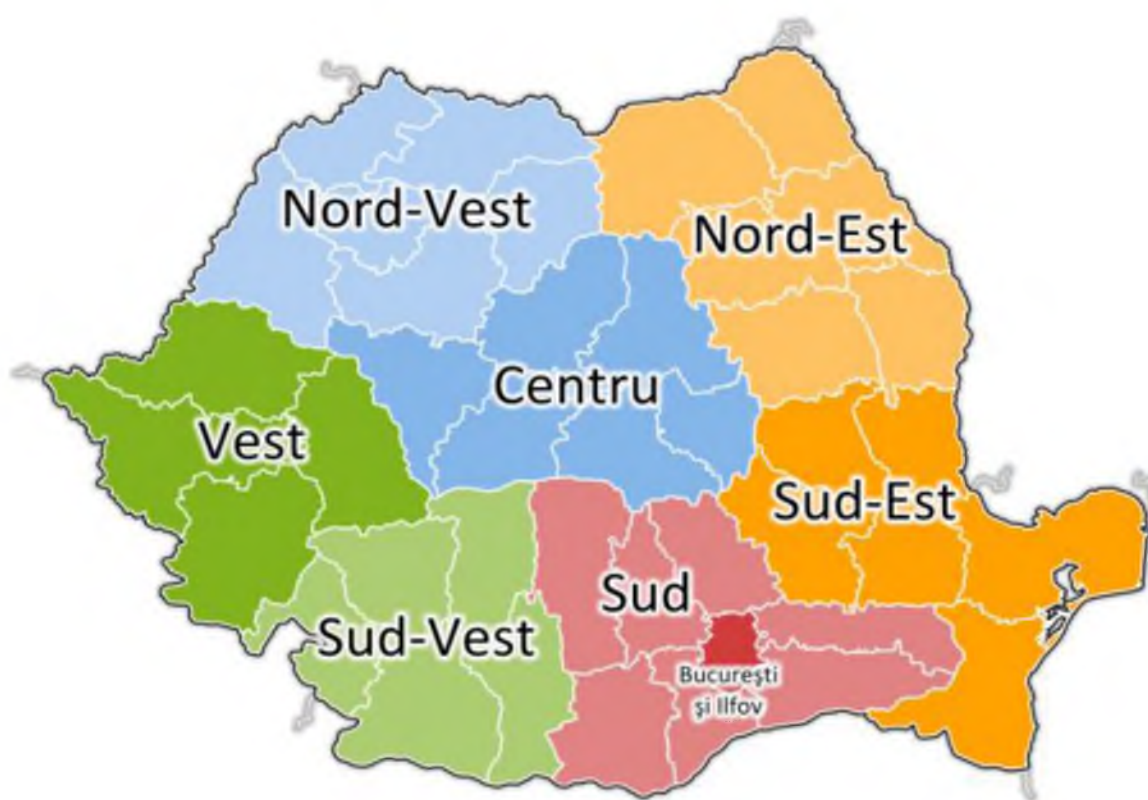 Nord-Vest
Nord-Est
Centru
Vest
Sud-Est
Sud
Sud-Vest
Bucureşti
şi Ilfov